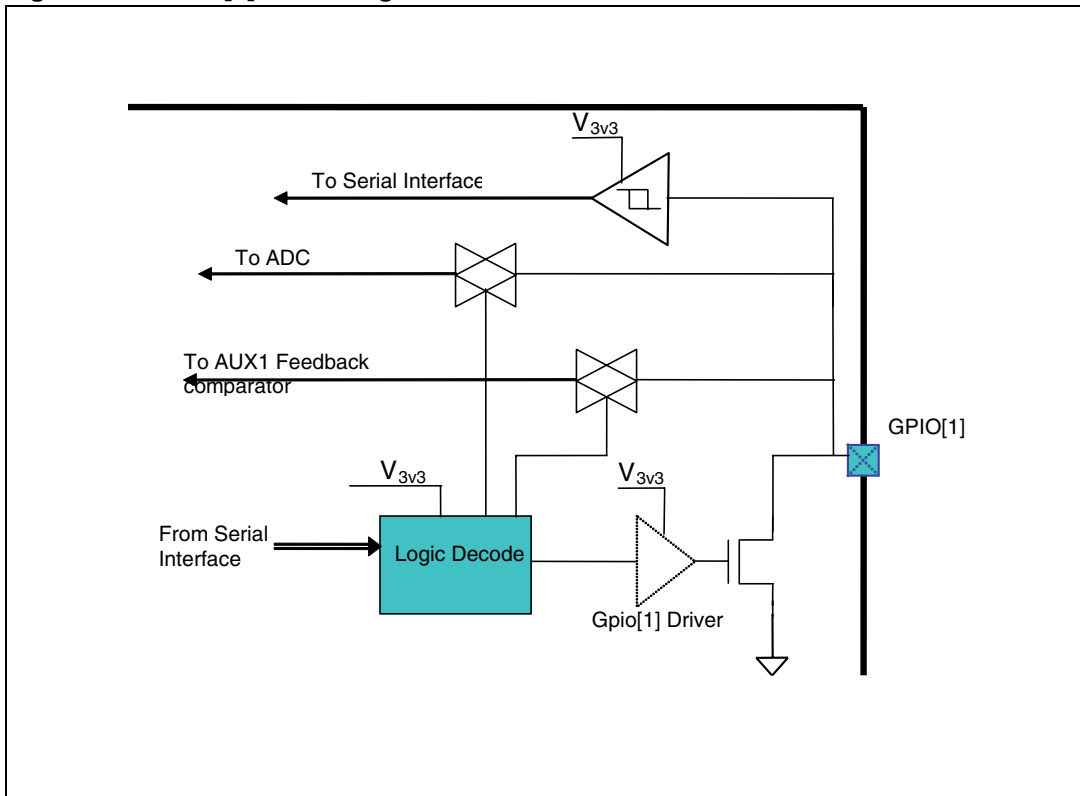 V3v3
To Serial Interface
To ADC
To AUX1 Feedback
comparator
GPIO[1]
V3v3
V3v3
From Serial
Interface
Logic Decode
Gpio[1] Driver